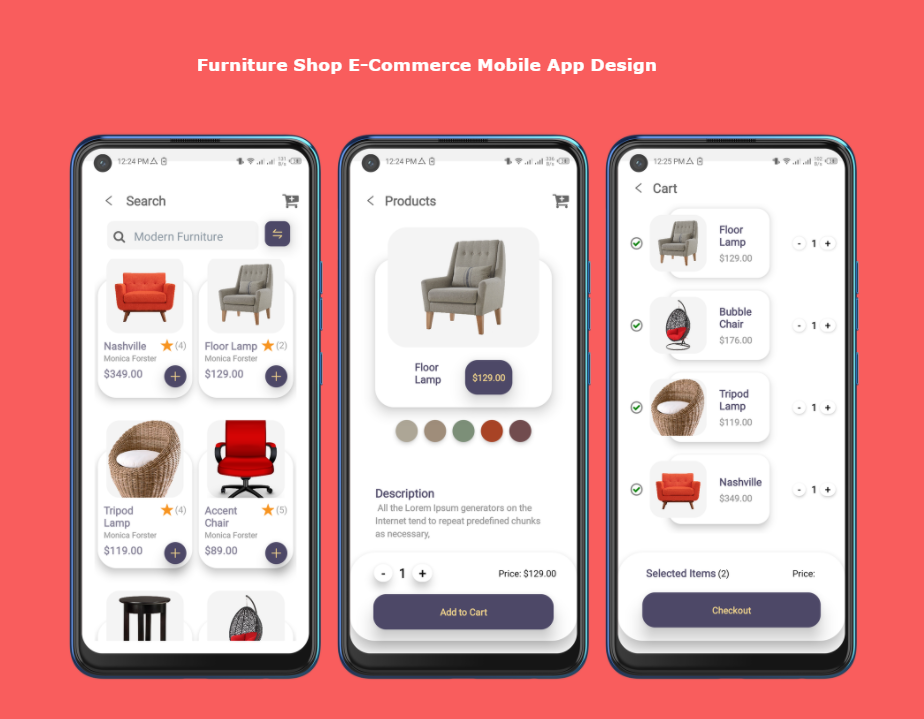 Furniture Shop E-Commerce Mobile App Design
12:24 PM
Search
Modern Furniture
Nashville (4)
Monica Forster
$349.00
+
Floor Lamp (2)
Monica Forster
$129.00
+
Tripod
Lamp
(4)
Monica Forster
$119.00
+
Accent
Chair
(5)
Monica Forster
$89.00
+
12:24 PM
Products
Floor
Lamp
$129.00
Description
All the Lorem Ipsum generators on the
Internet tend to repeat predefined chunks
as necessary,
- 1 +
Price: $129.00
Add to Cart
12:25 PM
Cart
Floor
Lamp
$129.00
- 1 +
Bubble
Chair
$176.00
- 1 +
Tripod
Lamp
$119.00
- 1 +
Nashville
$349.00
- 1 +
Selected Items (2)
Price:
Checkout